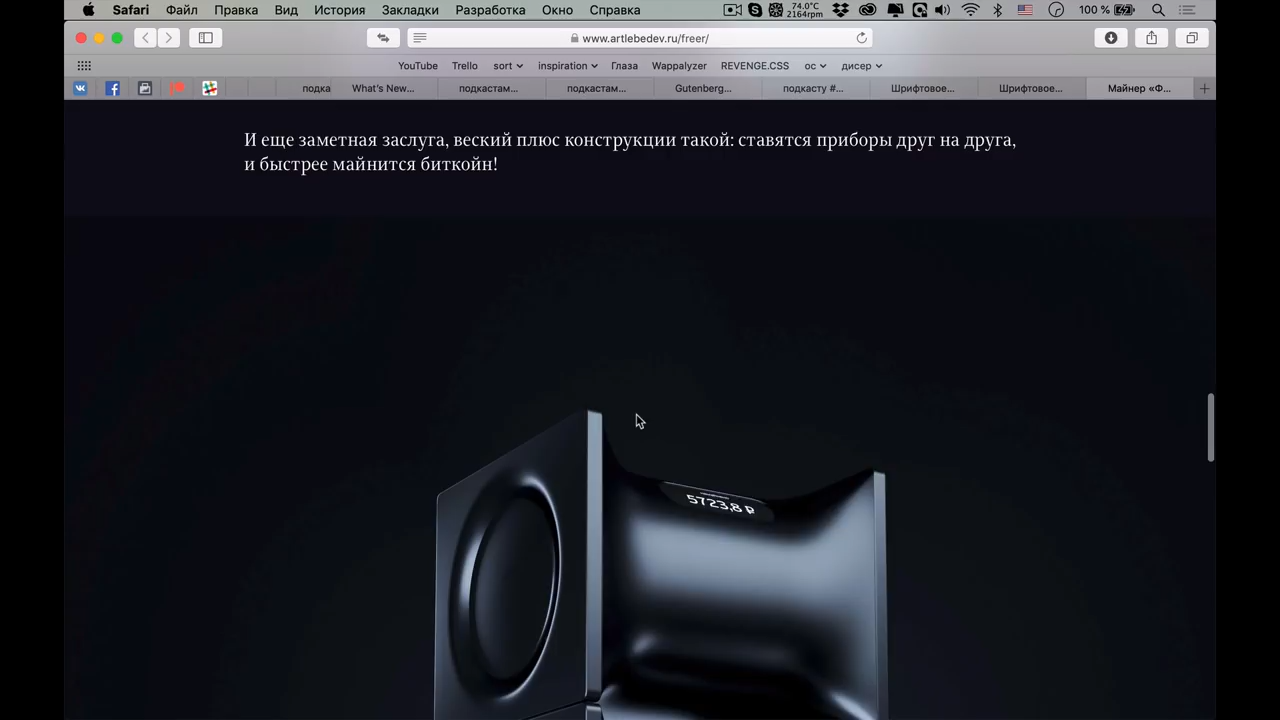 Safari Файл Правка Вид История Закладки Разработка Окно Справка 74.0°C 2164rpm 100 %
www.artlebedev.ru/freer/
YouTube Trello sort inspiration Глаза Wappalyzer REVENGE.CSS ос дисер
подка What's New... подкастам... подкастам... Gutenberg... подкасту #... Шрифтовое... Шрифтовое... Майнер «Ф...
И еще заметная заслуга, веский плюс конструкции такой: ставятся приборы друг на друга,
и быстрее майнится биткойн!
5723,8 ₽